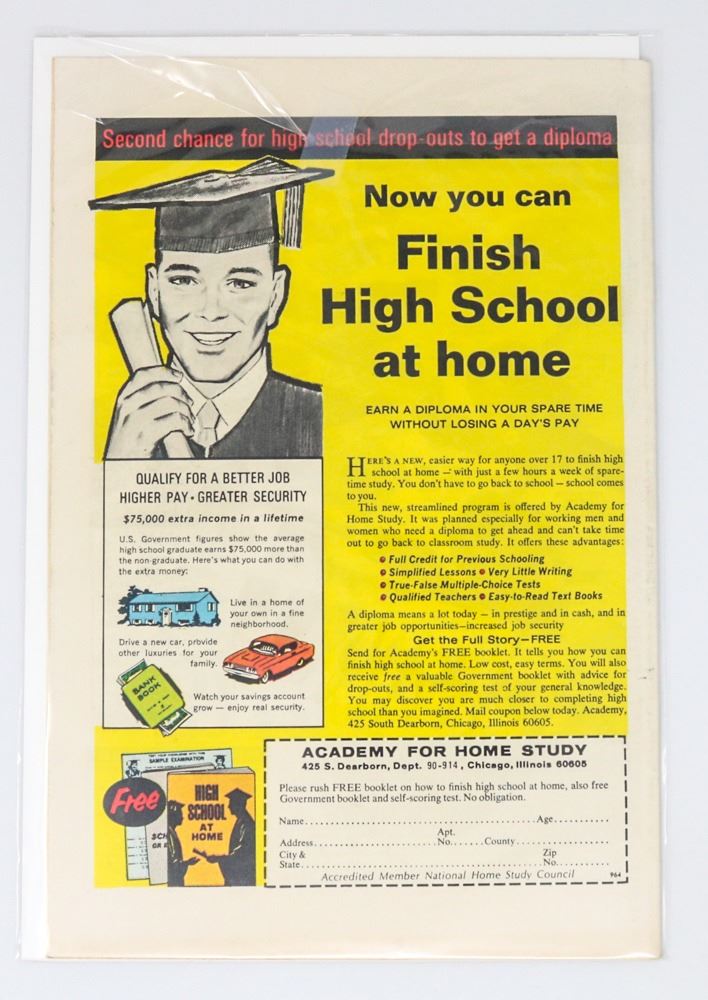 Second chance for high school drop-outs to get a diploma
Now you can
Finish
High School
at home
EARN A DIPLOMA IN YOUR SPARE TIME
WITHOUT LOSING A DAY'S PAY
HERE'S A NEW, easier way for anyone over 17 to finish high
school at home — with just a few hours a week of spare-
time study. You don't have to go back to school — school comes
to you.
This new, streamlined program is offered by Academy for
Home Study. It was planned especially for working men and
women who need a diploma to get ahead and can't take time
out to go back to classroom study. It offers these advantages:
• Full Credit for Previous Schooling
• Simplified Lessons • Very Little Writing
• True-False Multiple-Choice Tests
• Qualified Teachers • Easy-to-Read Text Books
A diploma means a lot today — in prestige and in cash, and in
greater job opportunities—increased job security
Get the Full Story—FREE
Send for Academy's FREE booklet. It tells you how you can
finish high school at home. Low cost, easy terms. You will also
receive free a valuable Government booklet with advice for
drop-outs, and a self-scoring test of your general knowledge.
You may discover you are much closer to completing high
school than you imagined. Mail coupon below today. Academy,
425 South Dearborn, Chicago, Illinois 60605.
QUALIFY FOR A BETTER JOB
HIGHER PAY • GREATER SECURITY
$75,000 extra income in a lifetime
U.S. Government figures show the average
high school graduate earns $75,000 more than
the non-graduate. Here's what you can do with
the extra money:
Live in a home of
your own in a fine
neighborhood.
Drive a new car, provide
other luxuries for your
family.
BANK
BOOK
Watch your savings account
grow — enjoy real security.
SAMPLE EXAMINATION
Free
SCH
OR E
HIGH
SCHOOL
AT
HOME
ACADEMY FOR HOME STUDY
425 S. Dearborn, Dept. 90-914, Chicago, Illinois 60605
Please rush FREE booklet on how to finish high school at home, also free
Government booklet and self-scoring test. No obligation.
Name Age
Apt.
Address No. County
City & Zip
State No.
Accredited Member National Home Study Council 964